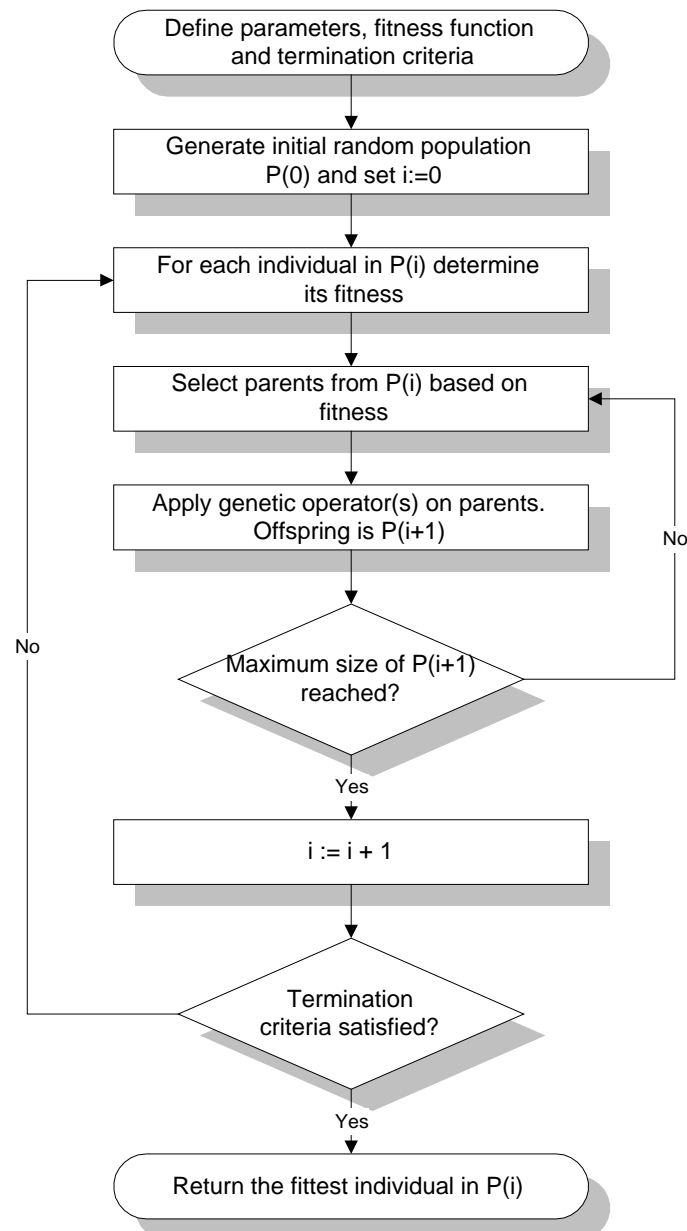 Define parameters, fitness function
and termination criteria
Generate initial random population
P(0) and set i:=0
For each individual in P(i) determine
its fitness
Select parents from P(i) based on
fitness
Apply genetic operator(s) on parents.
Offspring is P(i+1)
No
No
Maximum size of P(i+1)
reached?
Yes
i := i + 1
Termination
criteria satisfied?
Yes
Return the fittest individual in P(i)